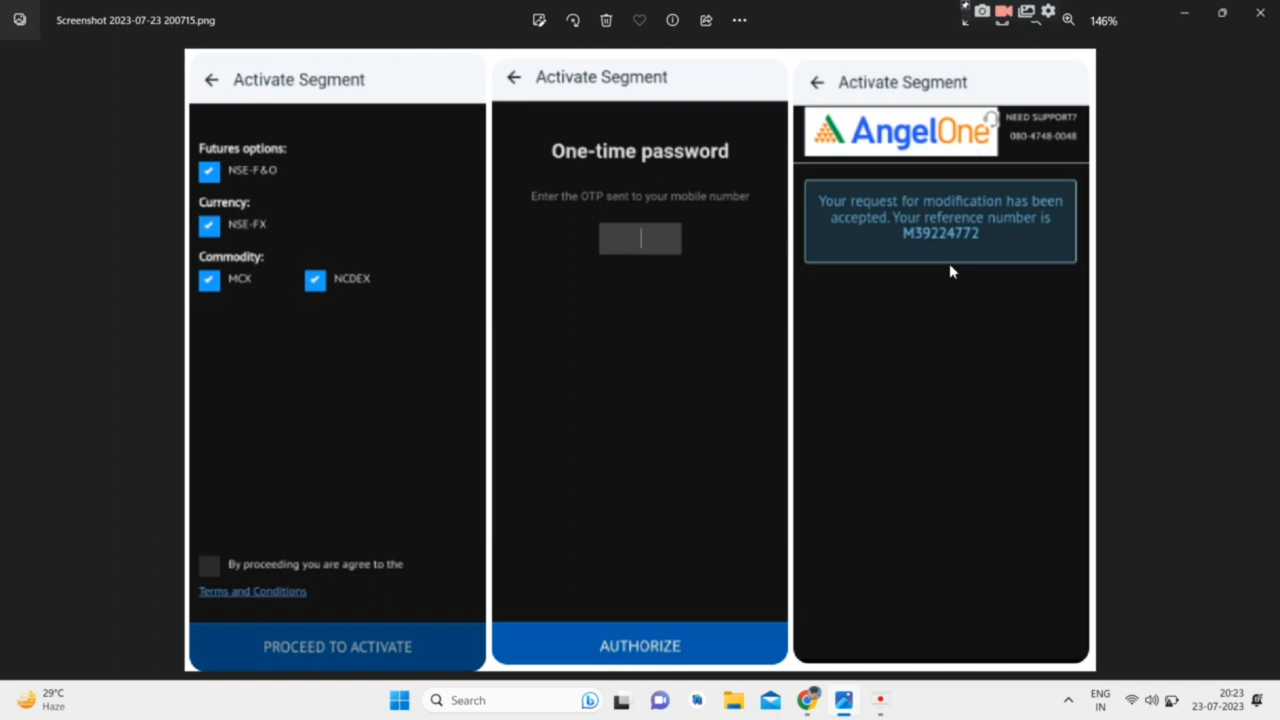 Screenshot 2023-07-23 200715.png
146%
Activate Segment
Futures options:
NSE-F&O
Currency:
NSE-FX
Commodity:
MCX
NCDEX
By proceeding you are agree to the
Terms and Conditions
PROCEED TO ACTIVATE
Activate Segment
One-time password
Enter the OTP sent to your mobile number
AUTHORIZE
Activate Segment
AngelOne
NEED SUPPORT?
080-4748-0048
Your request for modification has been
accepted. Your reference number is
M39224772
29°C
Haze
Search
ENG
IN
20:23
23-07-2023